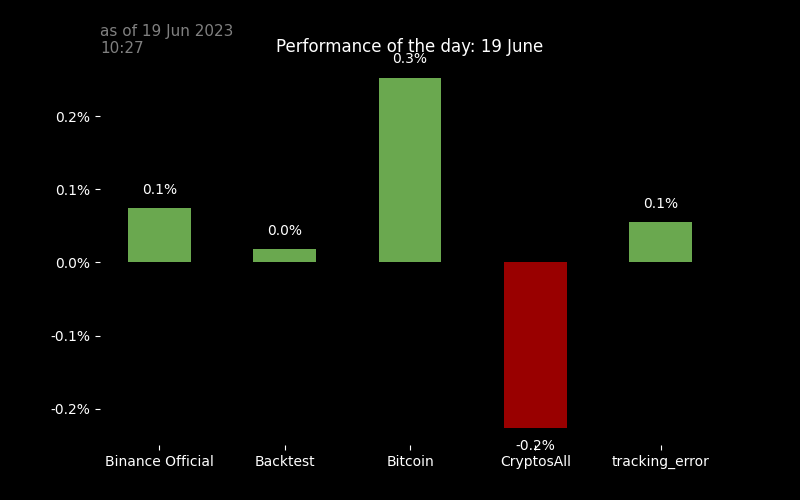 as of 19 Jun 2023
10:27
Performance of the day: 19 June
0.3%
0.2%
0.1%
0.1%
0.0%
0.1%
0.0%
-0.1%
-0.2%
-0.2%
Binance Official
Backtest
Bitcoin
CryptosAll
tracking_error